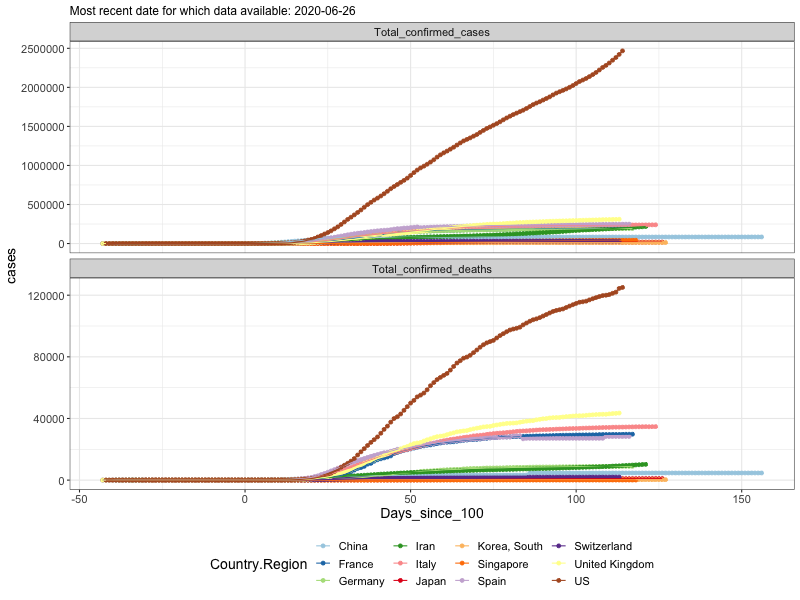 Most recent date for which data available: 2020-06-26
Total_confirmed_cases
2500000
2000000
1500000
1000000
500000
0
Total_confirmed_deaths
120000
80000
40000
0
cases
-50 0 50 100 150
Days_since_100
Country.Region
China Iran Korea, South Switzerland
France Italy Singapore United Kingdom
Germany Japan Spain US